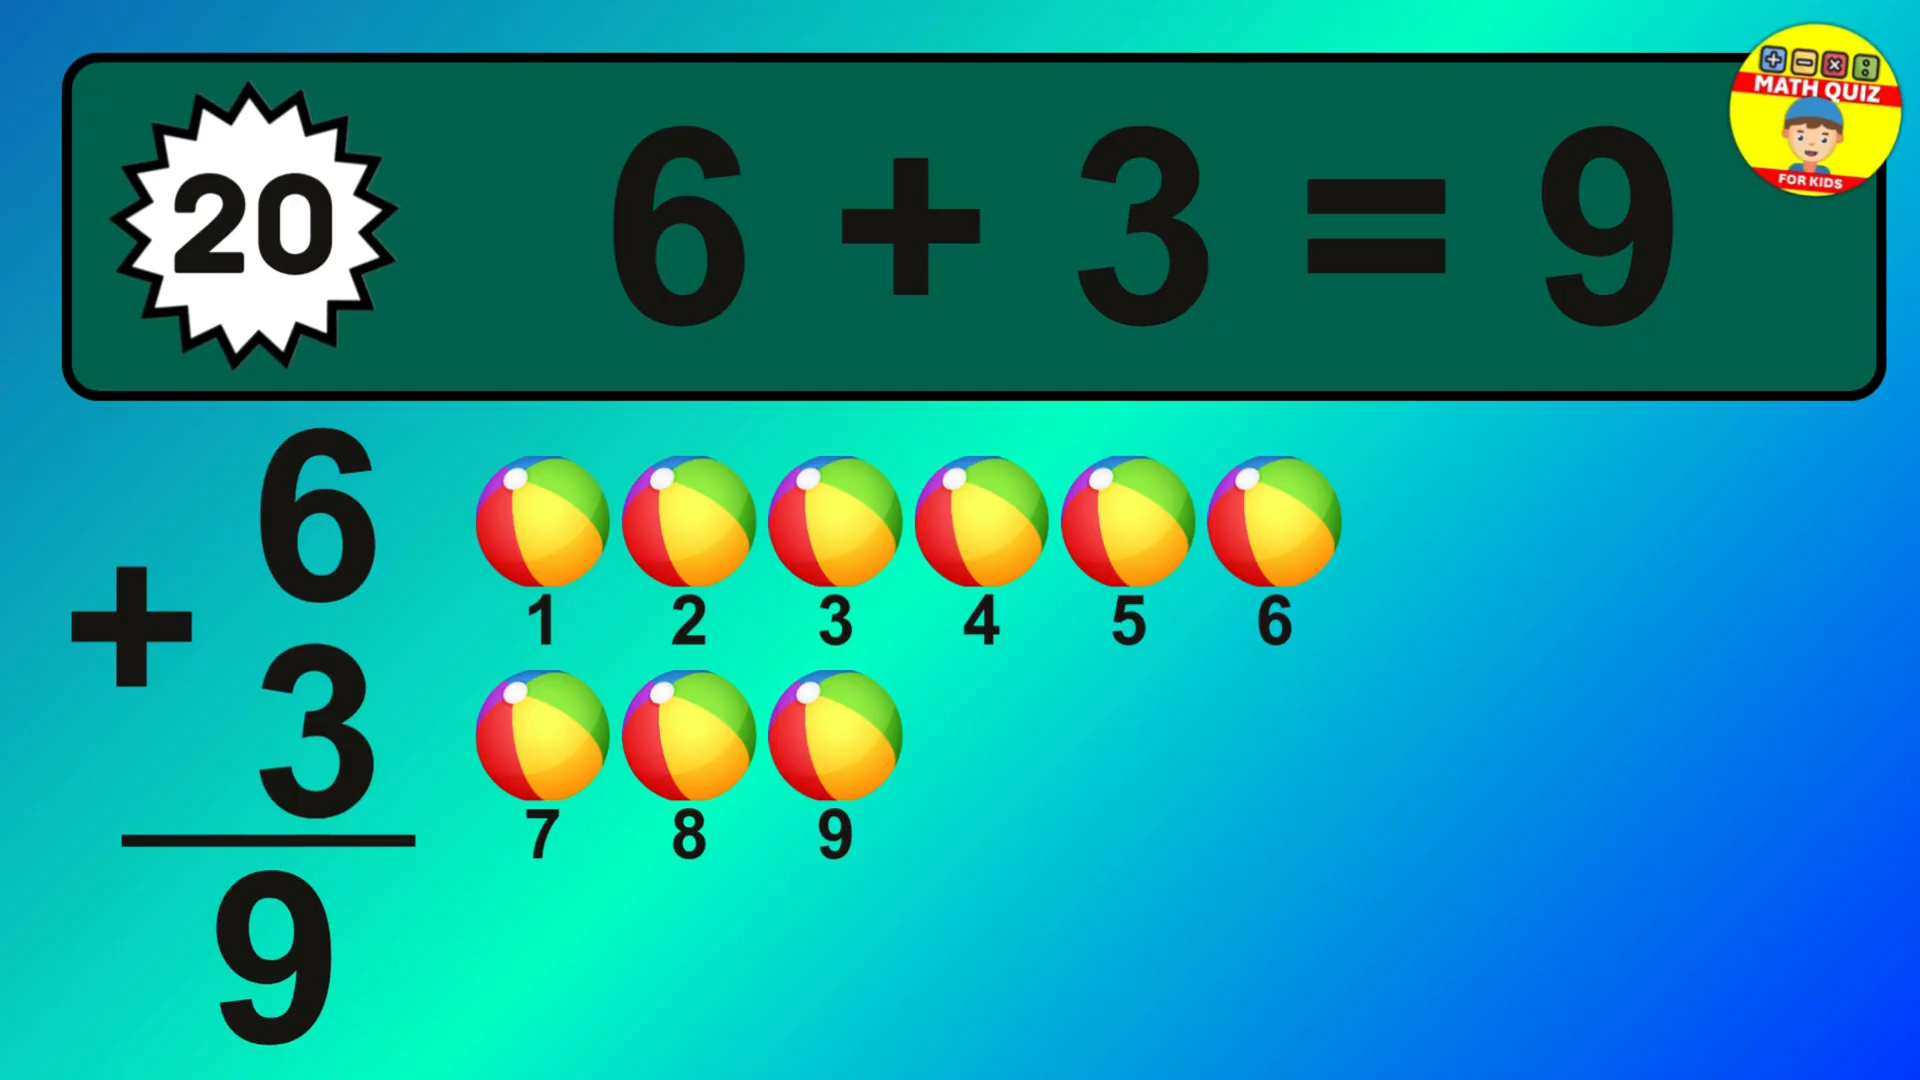 20
6 + 3 = 9
+ − × ÷
MATH QUIZ
FOR KIDS
6
+
3
9
1 2 3 4 5 6
7 8 9